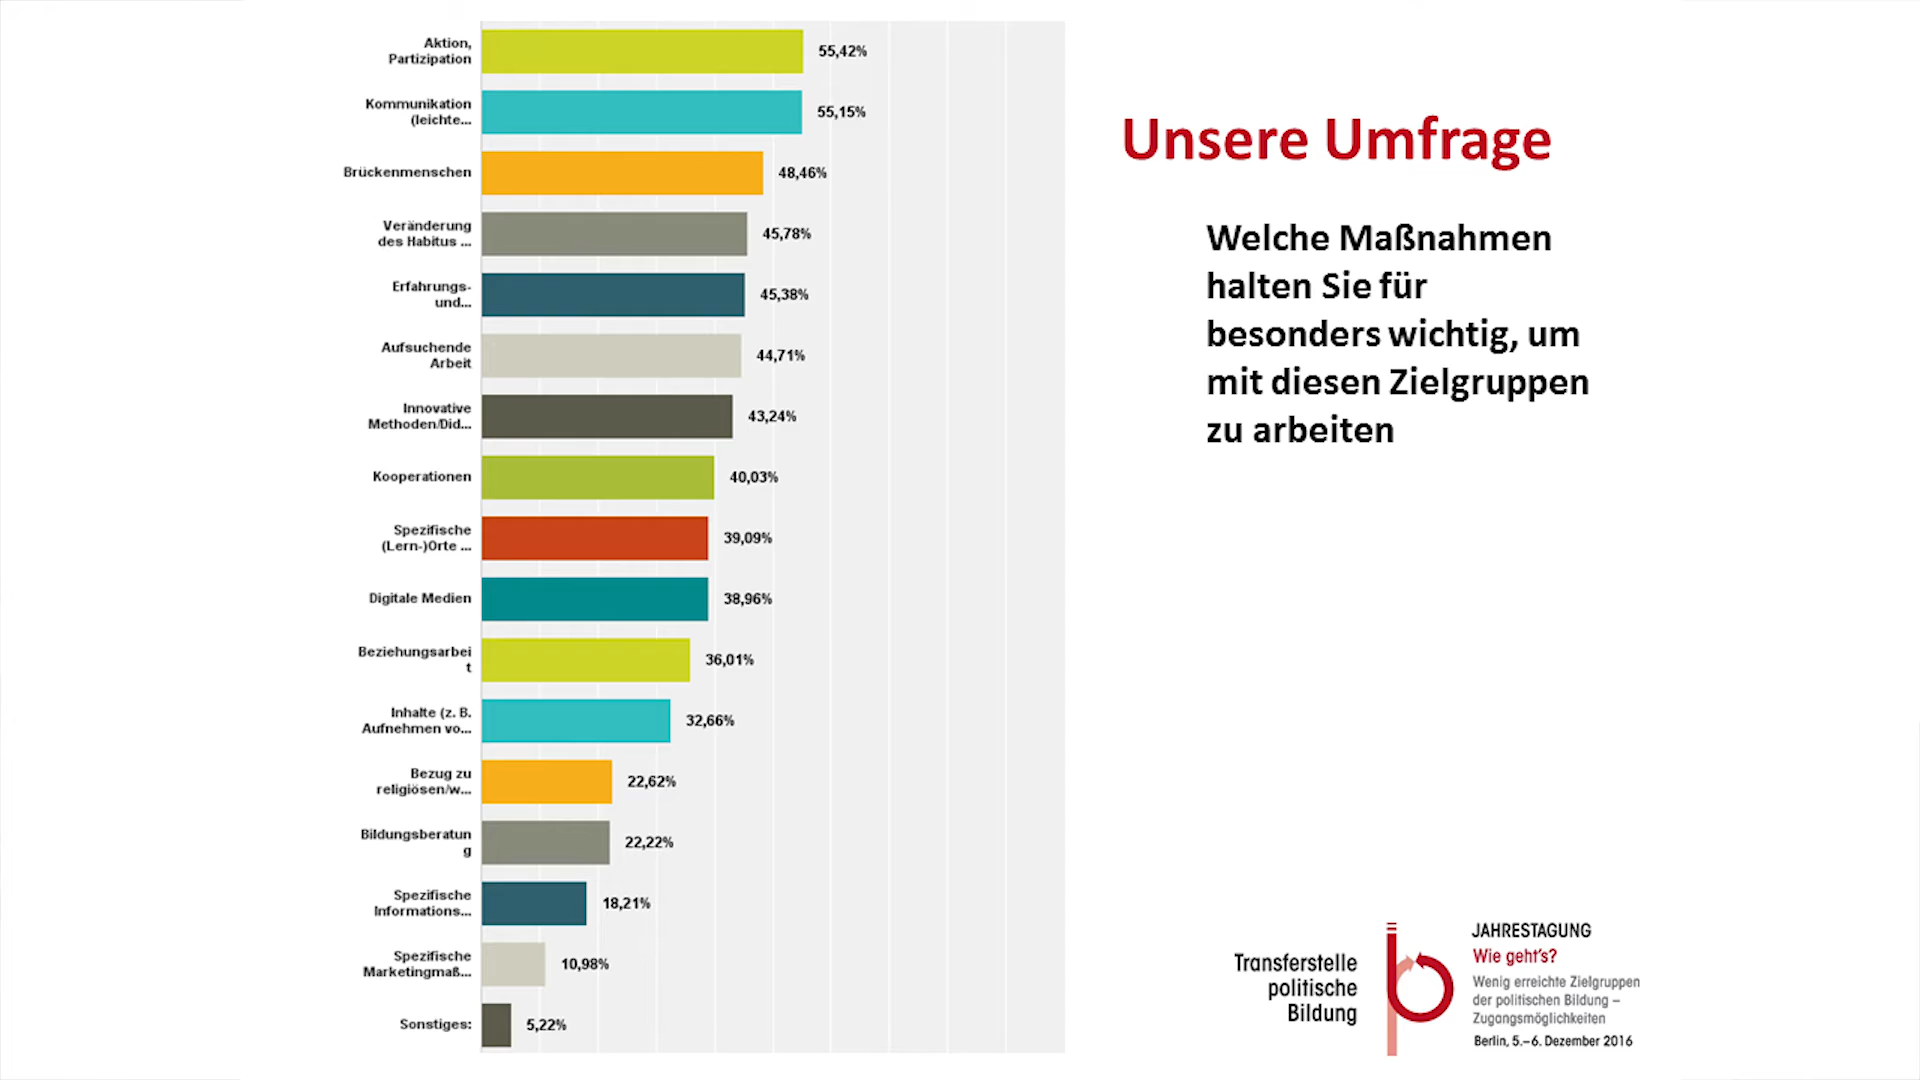 Aktion,
Partizipation
55,42%
Kommunikation
(leichte...
55,15%
Brückenmenschen
48,46%
Veränderung
des Habitus ...
45,78%
Erfahrungs-
und...
45,38%
Aufsuchende
Arbeit
44,71%
Innovative
Methoden/Did...
43,24%
Kooperationen
40,03%
Spezifische
(Lern-)Orte ...
39,09%
Digitale Medien
38,96%
Beziehungsarbei
t
36,01%
Inhalte (z. B.
Aufnehmen vo...
32,66%
Bezug zu
religiösen/w...
22,62%
Bildungsberatun
g
22,22%
Spezifische
Informations...
18,21%
Spezifische
Marketingmaß...
10,98%
Sonstiges:
5,22%
Unsere Umfrage
Welche Maßnahmen
halten Sie für
besonders wichtig, um
mit diesen Zielgruppen
zu arbeiten
Transferstelle
politische
Bildung
JAHRESTAGUNG
Wie geht's?
Wenig erreichte Zielgruppen
der politischen Bildung –
Zugangsmöglichkeiten
Berlin, 5.–6. Dezember 2016